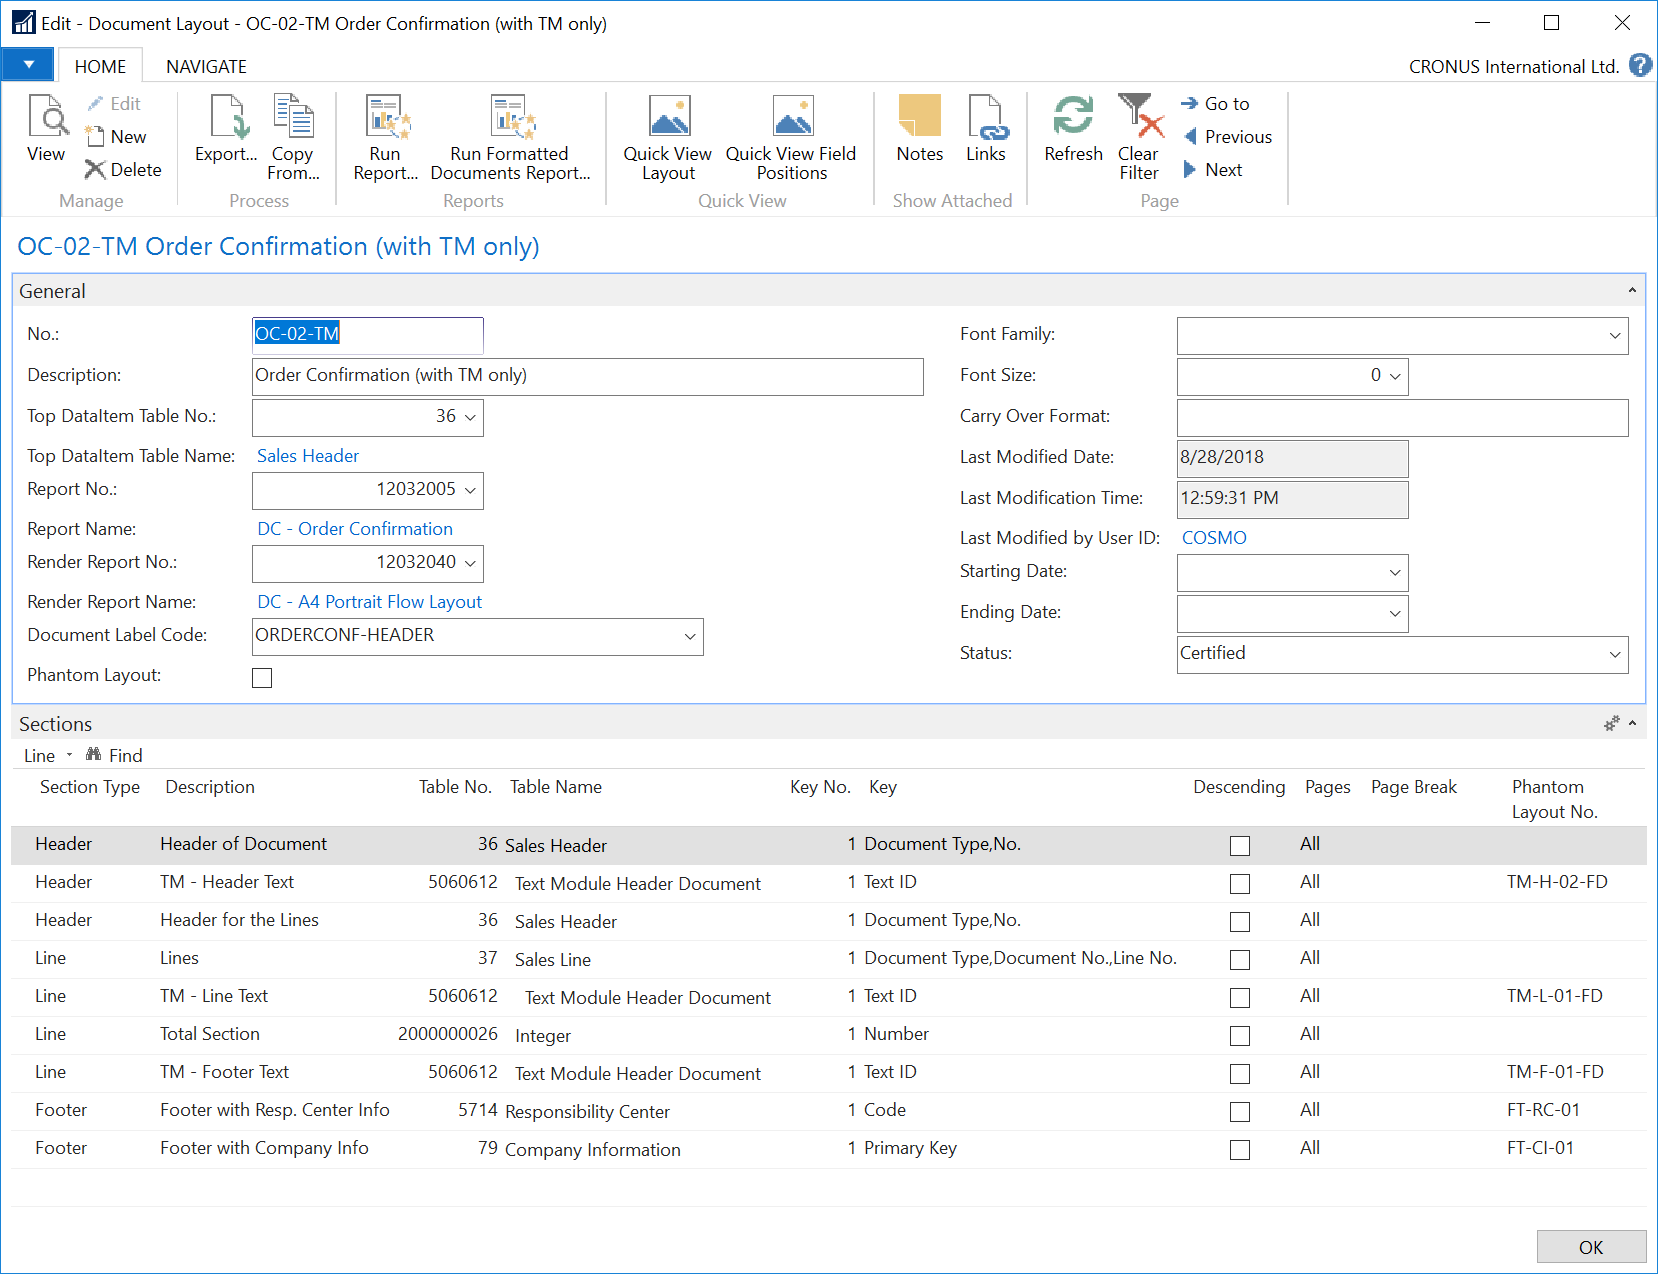 Edit - Document Layout - OC-02-TM Order Confirmation (with TM only)
HOME NAVIGATE CRONUS International Ltd. ?
View Edit New Delete
Manage
Export... Copy From...
Process
Run Report... Run Formatted Documents Report...
Reports
Quick View Layout Quick View Field Positions
Quick View
Notes Links
Show Attached
Refresh Clear Filter Go to Previous Next
Page
OC-02-TM Order Confirmation (with TM only)
General
No.: OC-02-TM
Description: Order Confirmation (with TM only)
Top DataItem Table No.: 36
Top DataItem Table Name: Sales Header
Report No.: 12032005
Report Name: DC - Order Confirmation
Render Report No.: 12032040
Render Report Name: DC - A4 Portrait Flow Layout
Document Label Code: ORDERCONF-HEADER
Phantom Layout:
Font Family:
Font Size: 0
Carry Over Format:
Last Modified Date: 8/28/2018
Last Modification Time: 12:59:31 PM
Last Modified by User ID: COSMO
Starting Date:
Ending Date:
Status: Certified
Sections
Line Find
Section Type Description Table No. Table Name Key No. Key Descending Pages Page Break Phantom Layout No.
Header Header of Document 36 Sales Header 1 Document Type,No. All
Header TM - Header Text 5060612 Text Module Header Document 1 Text ID All TM-H-02-FD
Header Header for the Lines 36 Sales Header 1 Document Type,No. All
Line Lines 37 Sales Line 1 Document Type,Document No.,Line No. All
Line TM - Line Text 5060612 Text Module Header Document 1 Text ID All TM-L-01-FD
Line Total Section 2000000026 Integer 1 Number All
Line TM - Footer Text 5060612 Text Module Header Document 1 Text ID All TM-F-01-FD
Footer Footer with Resp. Center Info 5714 Responsibility Center 1 Code All FT-RC-01
Footer Footer with Company Info 79 Company Information 1 Primary Key All FT-CI-01
OK